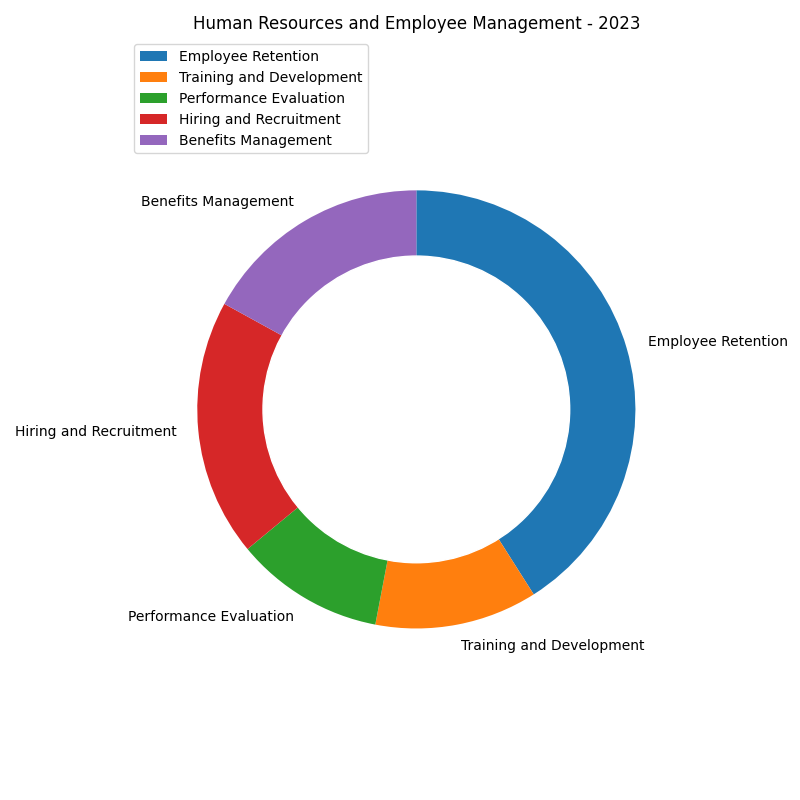 Human Resources and Employee Management - 2023
Employee Retention
Training and Development
Performance Evaluation
Hiring and Recruitment
Benefits Management
Benefits Management
Employee Retention
Hiring and Recruitment
Performance Evaluation
Training and Development